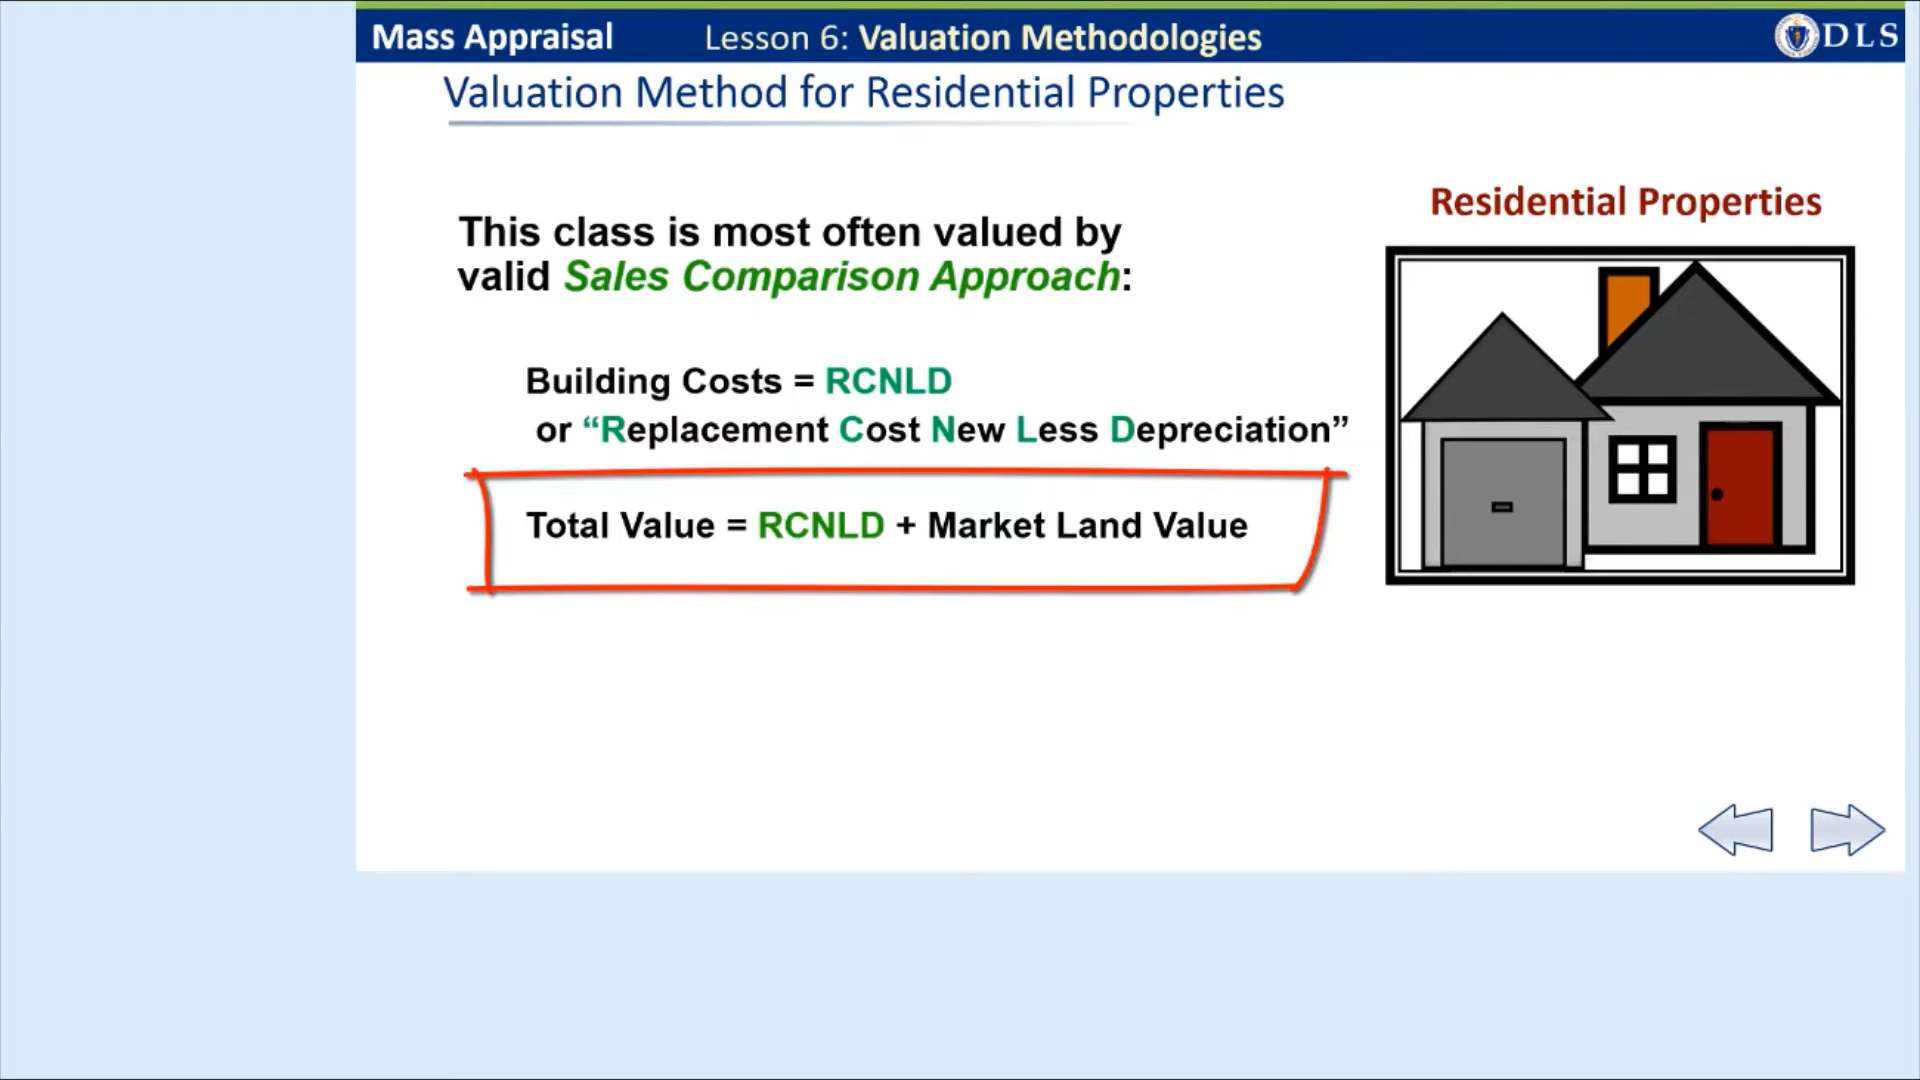 Mass Appraisal Lesson 6: Valuation Methodologies DLS
Valuation Method for Residential Properties
Residential Properties
This class is most often valued by
valid Sales Comparison Approach:
Building Costs = RCNLD
or “Replacement Cost New Less Depreciation”
Total Value = RCNLD + Market Land Value